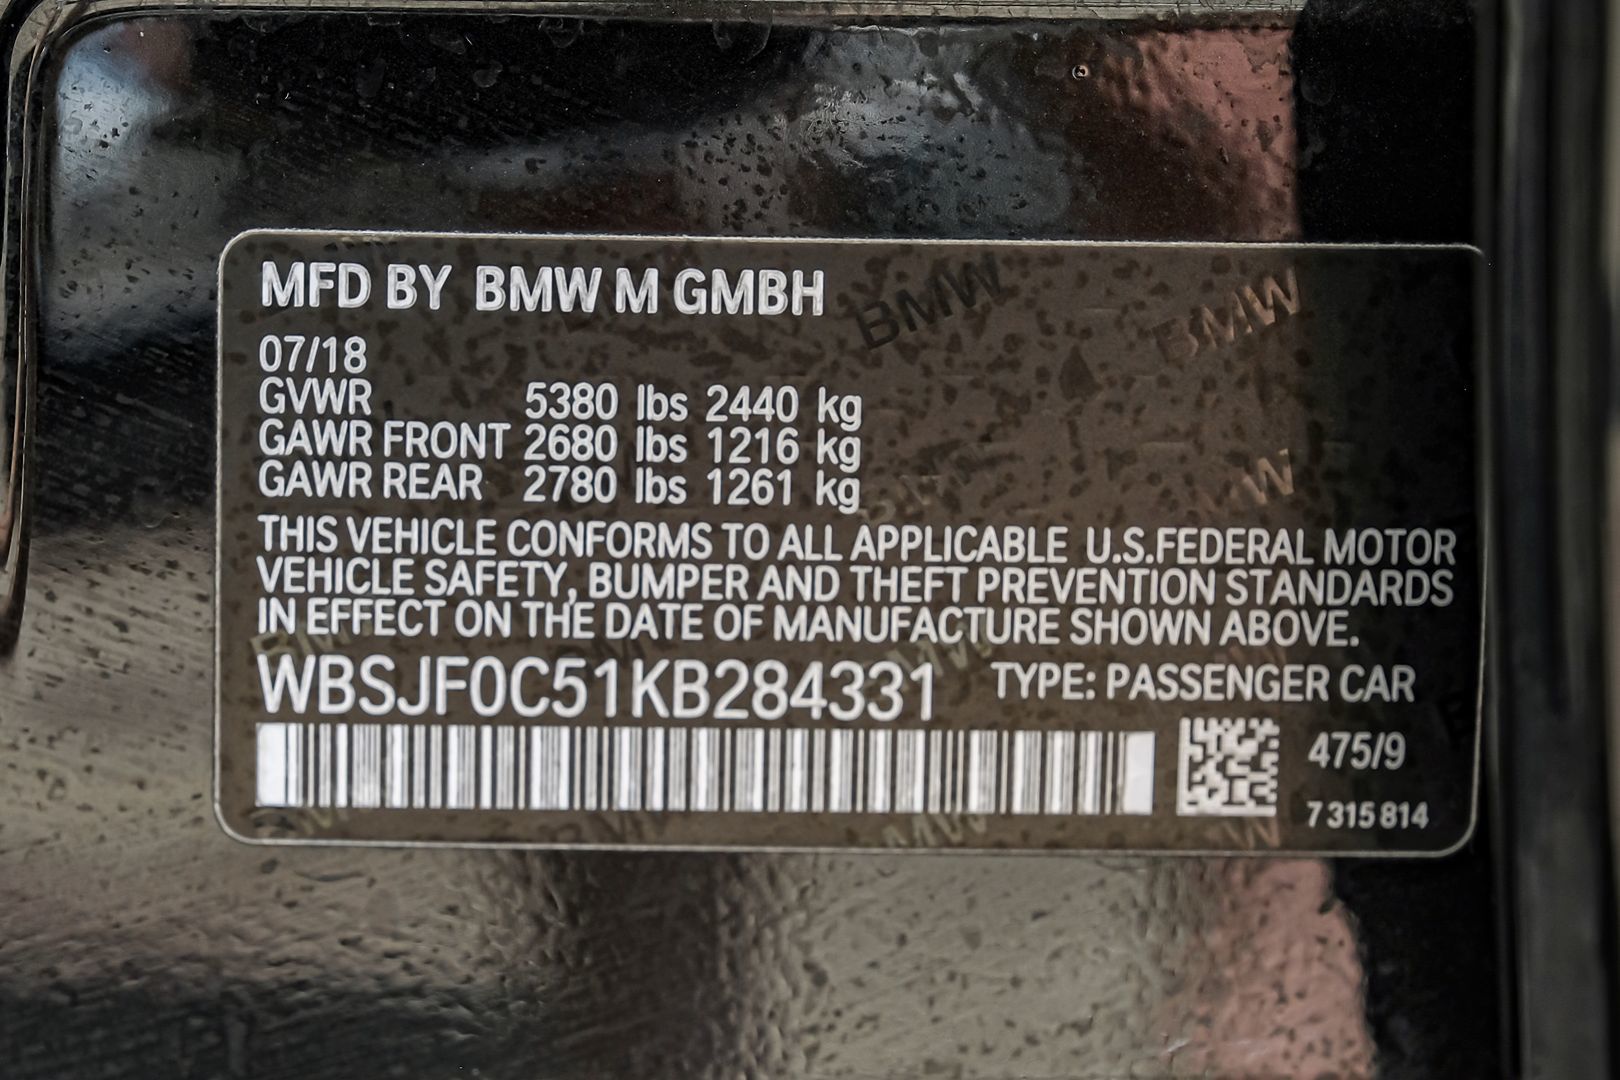 MFD BY BMW M GMBH
07/18
GVWR 5380 lbs 2440 kg
GAWR FRONT 2680 lbs 1216 kg
GAWR REAR 2780 lbs 1261 kg
THIS VEHICLE CONFORMS TO ALL APPLICABLE U.S.FEDERAL MOTOR
VEHICLE SAFETY, BUMPER AND THEFT PREVENTION STANDARDS
IN EFFECT ON THE DATE OF MANUFACTURE SHOWN ABOVE.
WBSJF0C51KB284331 TYPE: PASSENGER CAR
475/9
7 315 814
BMW
BMW